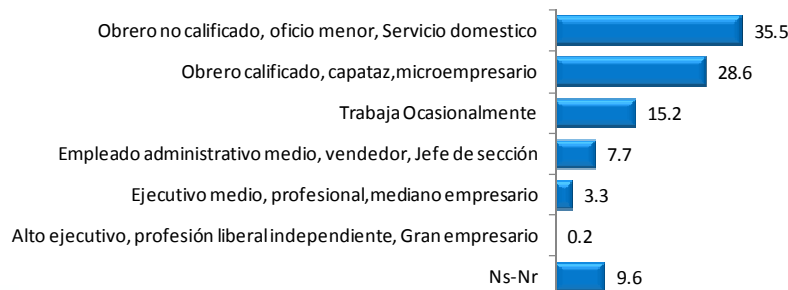 Obrero no calificado, oficio menor, Servicio domestico 35.5
Obrero calificado, capataz,microempresario 28.6
Trabaja Ocasionalmente 15.2
Empleado administrativo medio, vendedor, Jefe de sección 7.7
Ejecutivo medio, profesional,mediano empresario 3.3
Alto ejecutivo, profesión liberal independiente, Gran empresario 0.2
Ns-Nr 9.6